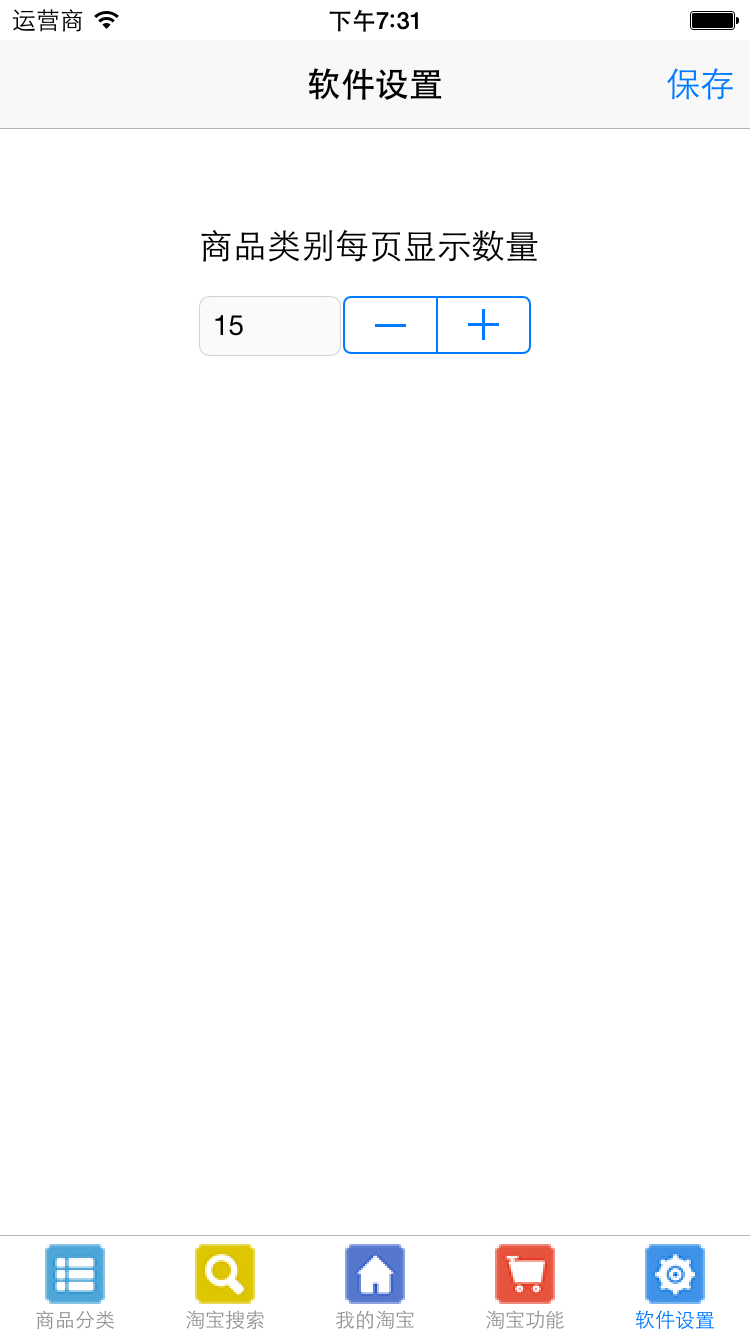 运营商 下午7:31
软件设置 保存
商品类别每页显示数量
15
商品分类 淘宝搜索 我的淘宝 淘宝功能 软件设置